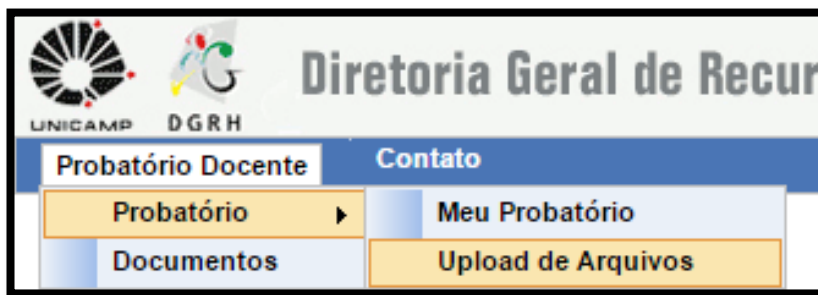 UNICAMP
DGRH
Diretoria Geral de Recur
Probatório Docente
Contato
Probatório
Meu Probatório
Documentos
Upload de Arquivos